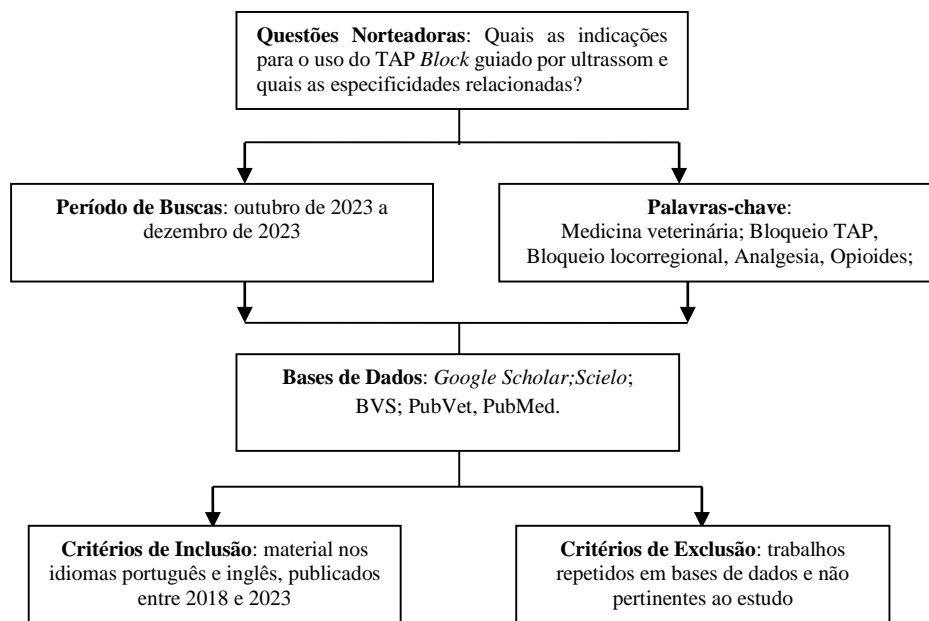 Questões Norteadoras: Quais as indicações
para o uso do TAP Block guiado por ultrassom e
quais as especificidades relacionadas?
Período de Buscas: outubro de 2023 a
dezembro de 2023
Palavras-chave:
Medicina veterinária; Bloqueio TAP,
Bloqueio locorregional, Analgesia, Opioides;
Bases de Dados: Google Scholar;Scielo;
BVS; PubVet, PubMed.
Critérios de Inclusão: material nos
idiomas português e inglês, publicados
entre 2018 e 2023
Critérios de Exclusão: trabalhos
repetidos em bases de dados e não
pertinentes ao estudo